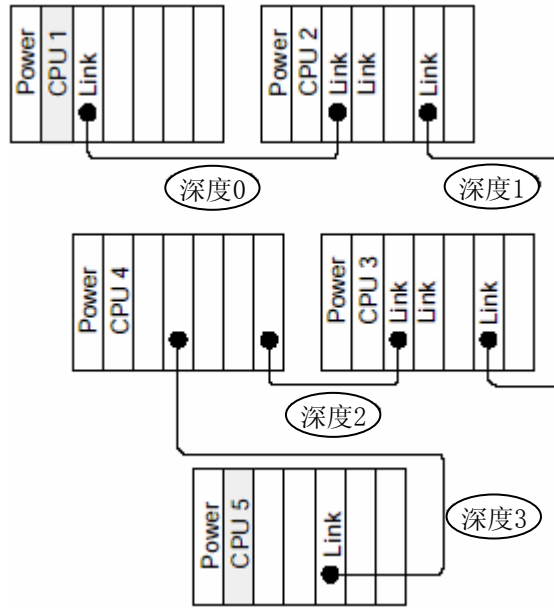 Power
CPU 1
Link
Power
CPU 2
Link
Link
Link
深度0
深度1
Power
CPU 4
Power
CPU 3
Link
Link
Link
深度2
Power
CPU 5
Link
深度3